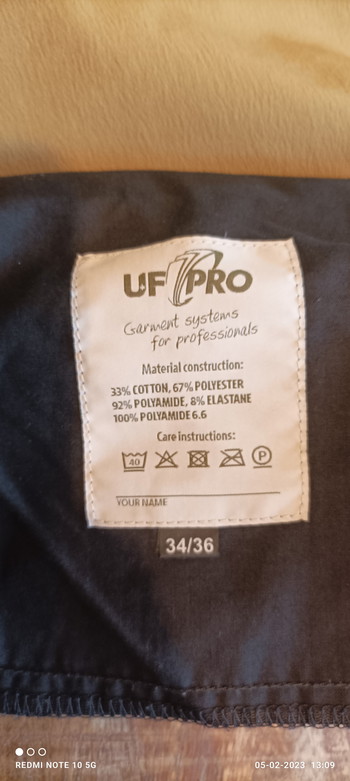 UF PRO
Garment systems
for professionals
Material construction:
33% COTTON, 67% POLYESTER
92% POLYAMIDE, 8% ELASTANE
100% POLYAMIDE 6.6
Care instructions:
40 P
YOUR NAME
34/36
REDMI NOTE 10 5G
05-02-2023 13:09